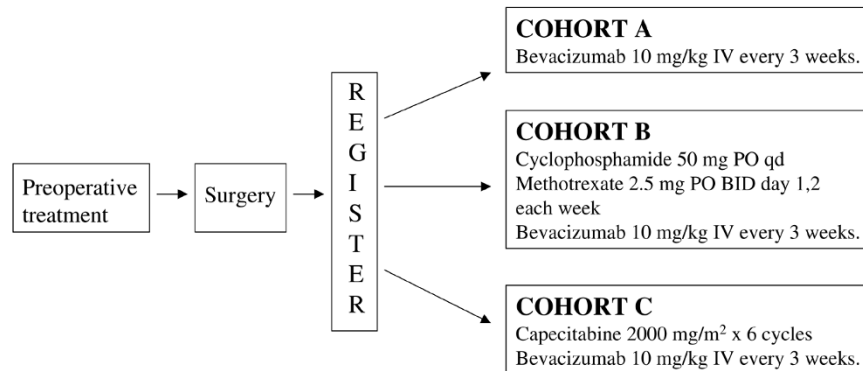 Preoperative
treatment
Surgery
REGISTER
COHORT A
Bevacizumab 10 mg/kg IV every 3 weeks.
COHORT B
Cyclophosphamide 50 mg PO qd
Methotrexate 2.5 mg PO BID day 1,2
each week
Bevacizumab 10 mg/kg IV every 3 weeks.
COHORT C
Capecitabine 2000 mg/m² x 6 cycles
Bevacizumab 10 mg/kg IV every 3 weeks.